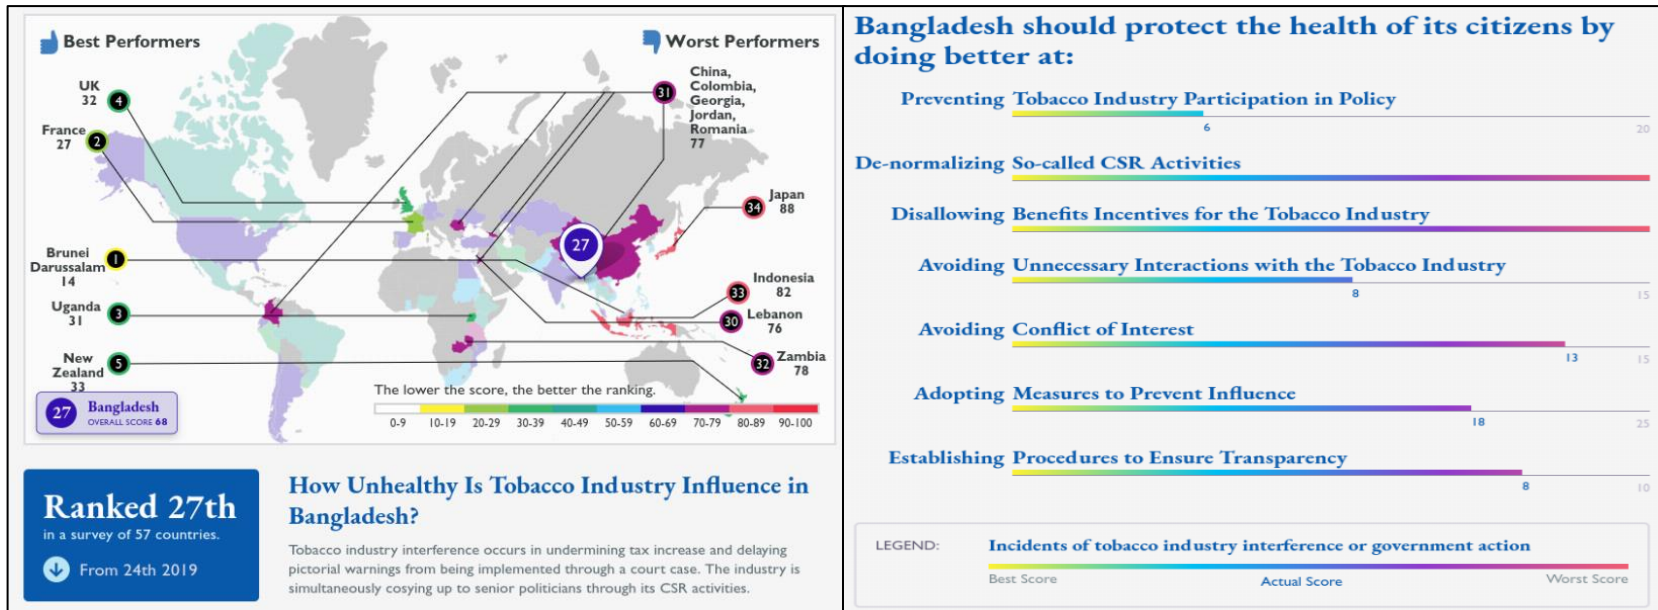 Best Performers
Worst Performers
UK
32
4
France
27
2
Brunei
Darussalam
14
1
Uganda
31
3
New
Zealand
33
5
China,
Colombia,
Georgia,
Jordan,
Romania
77
31
Japan
88
34
27
Indonesia
82
33
Lebanon
76
30
Zambia
78
32
27
Bangladesh
OVERALL SCORE 68
The lower the score, the better the ranking.
0-9 10-19 20-29 30-39 40-49 50-59 60-69 70-79 80-89 90-100
Ranked 27th
in a survey of 57 countries.
From 24th 2019
How Unhealthy Is Tobacco Industry Influence in
Bangladesh?
Tobacco industry interference occurs in undermining tax increase and delaying
pictorial warnings from being implemented through a court case. The industry is
simultaneously cosying up to senior politicians through its CSR activities.
Bangladesh should protect the health of its citizens by
doing better at:
Preventing Tobacco Industry Participation in Policy
6 20
De-normalizing So-called CSR Activities
Disallowing Benefits Incentives for the Tobacco Industry
Avoiding Unnecessary Interactions with the Tobacco Industry
8 15
Avoiding Conflict of Interest
13 15
Adopting Measures to Prevent Influence
18 25
Establishing Procedures to Ensure Transparency
8 10
LEGEND: Incidents of tobacco industry interference or government action
Best Score Actual Score Worst Score